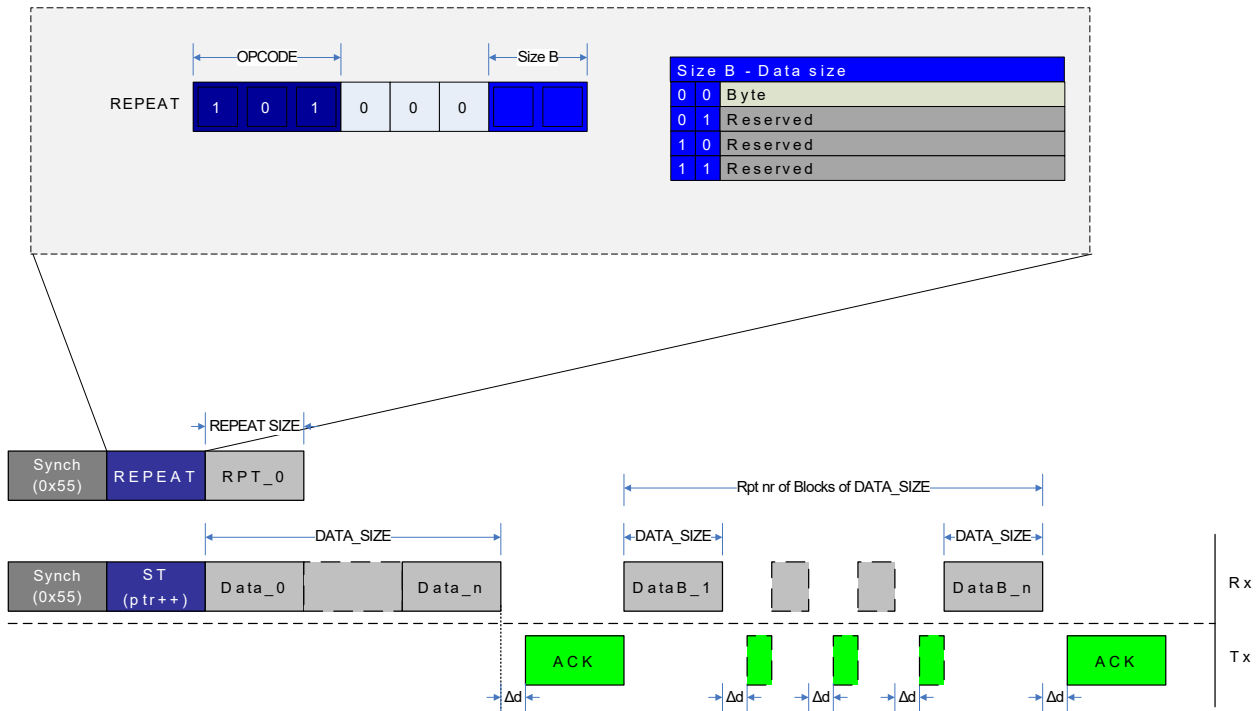 OPCODE
Size B
REPEAT
1 0 1 0 0 0
Size B - Data size
0 0 Byte
0 1 Reserved
1 0 Reserved
1 1 Reserved
REPEAT SIZE
Synch
(0x55)
REPEAT
RPT_0
Rpt nr of Blocks of DATA_SIZE
DATA_SIZE
DATA_SIZE
DATA_SIZE
Synch
(0x55)
ST
(ptr++)
Data_0
Data_n
DataB_1
DataB_n
Rx
ACK
ACK
Tx
Δd
Δd
Δd
Δd
Δd